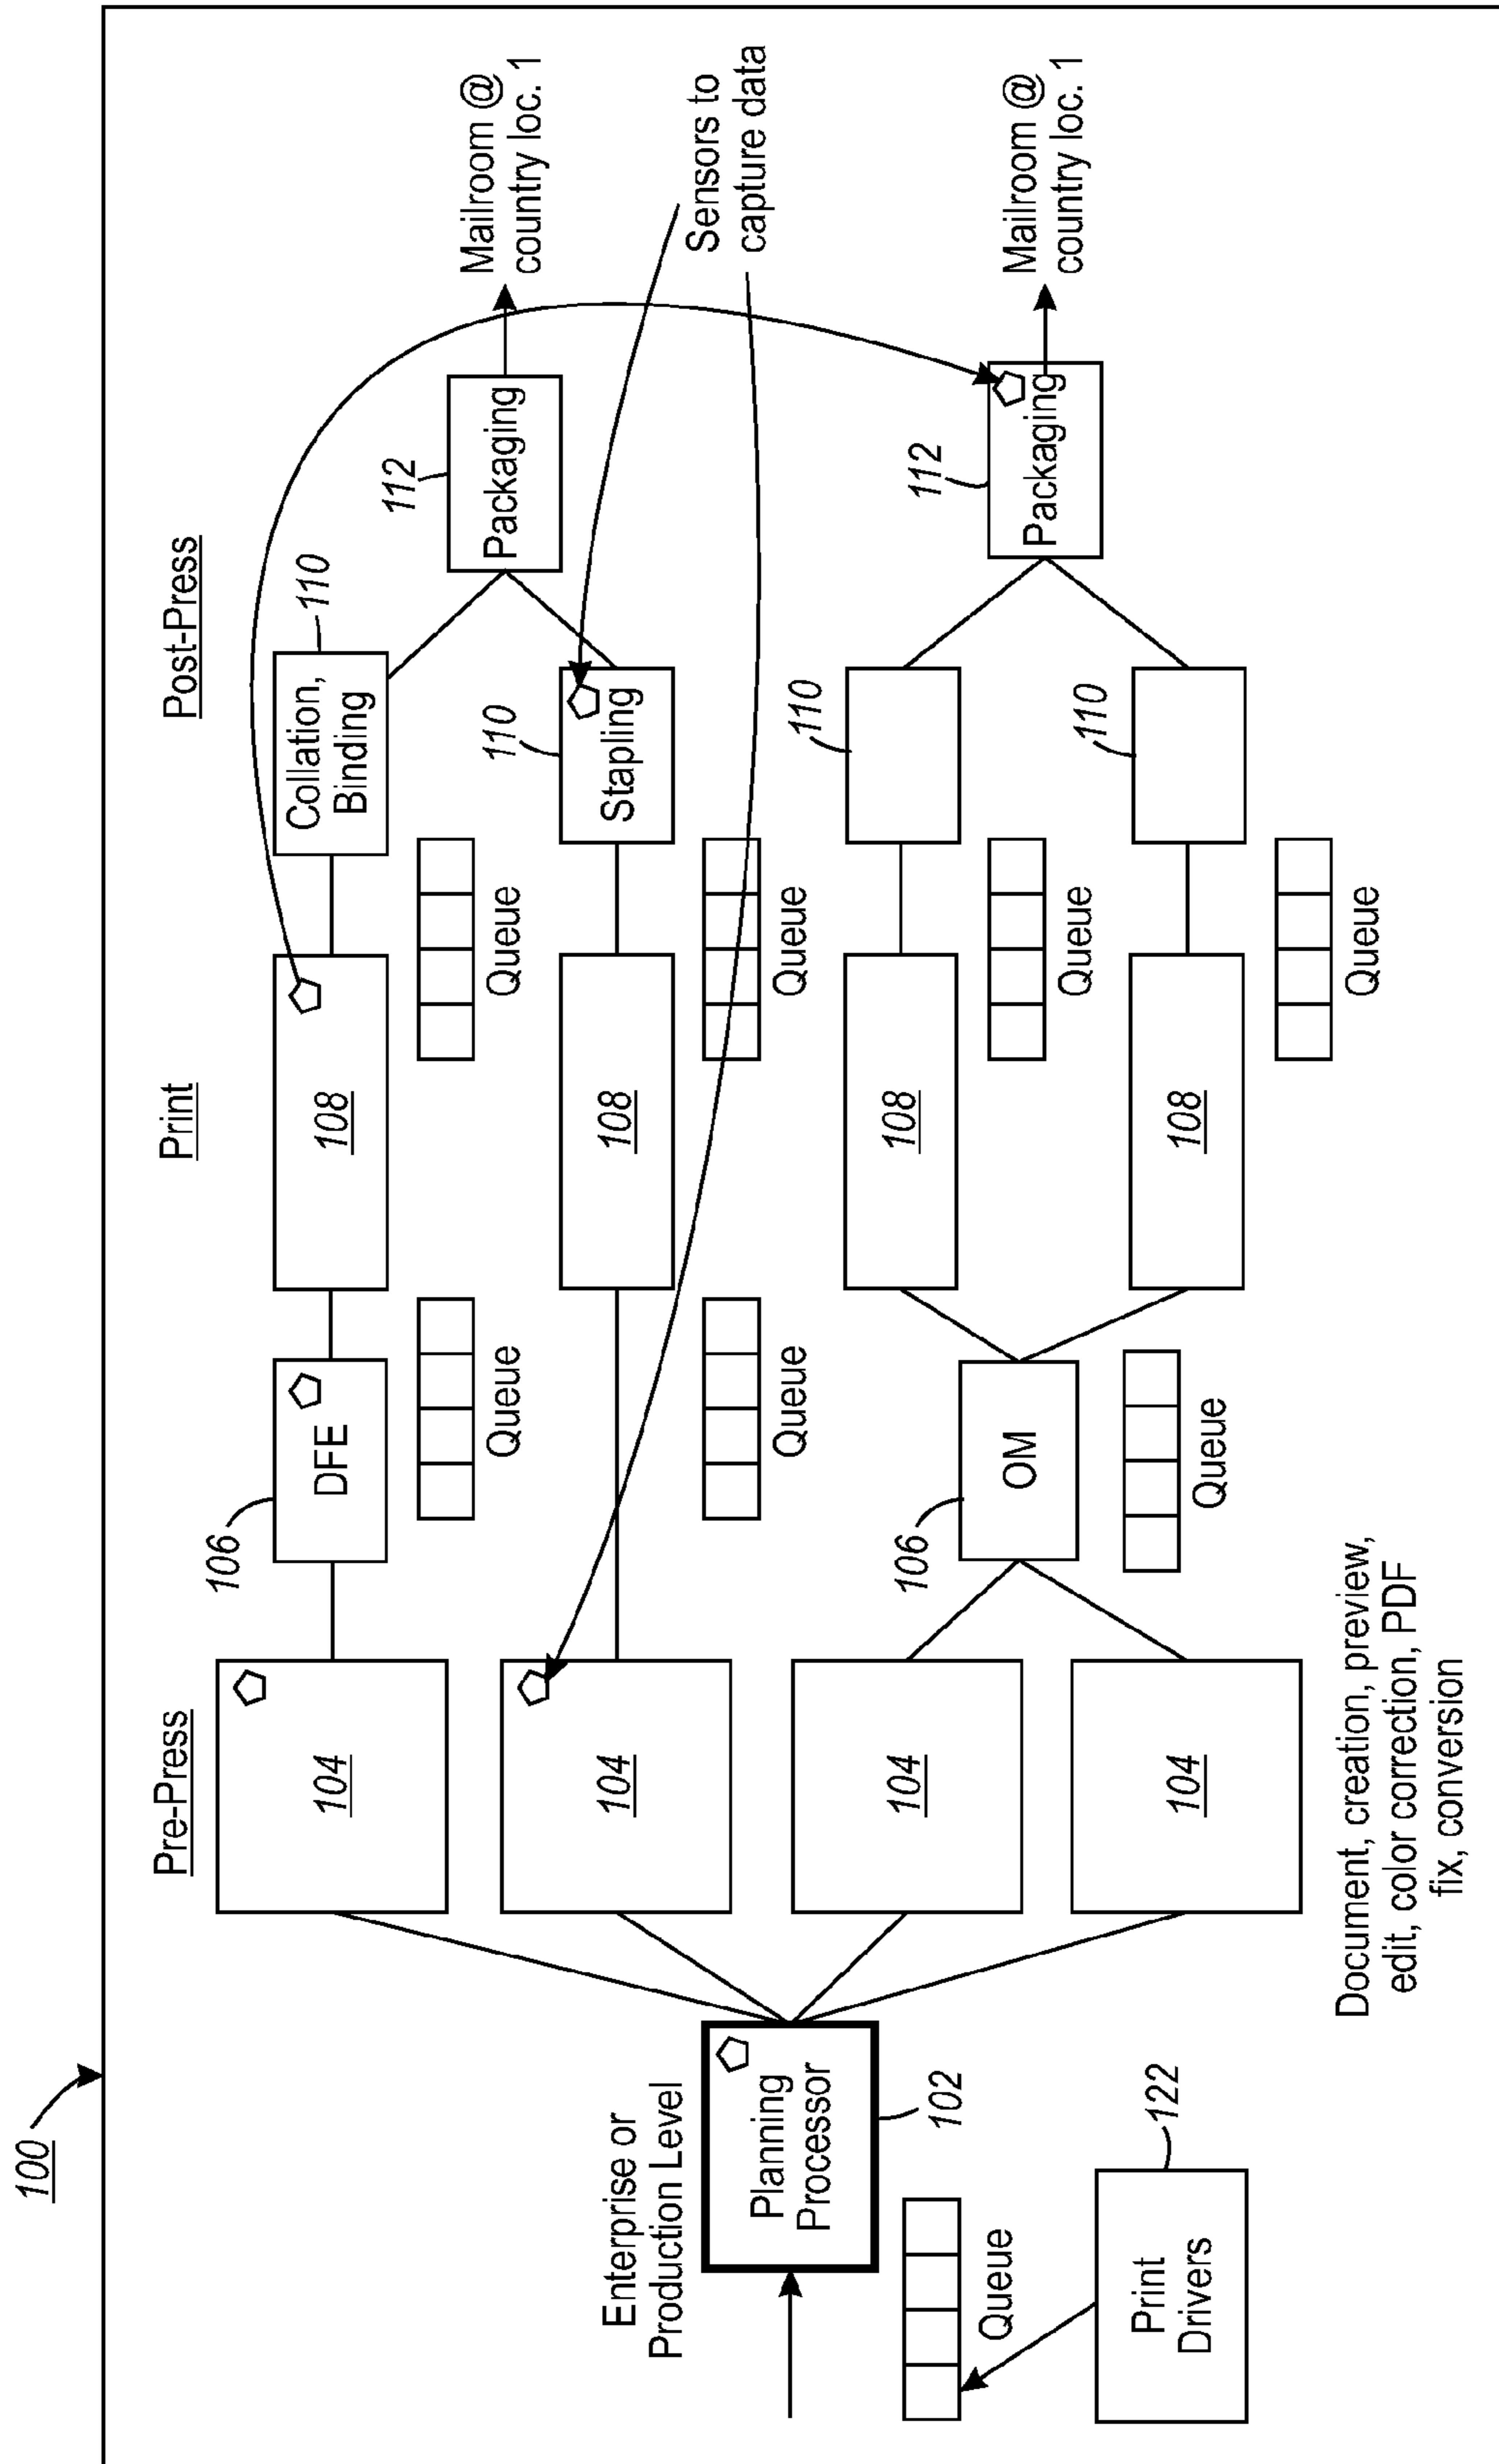 100
Pre-Press
Print
Post-Press
104
106
DFE
Queue
108
Queue
Collation,
Binding
110
112
Packaging
Mailroom @
country loc. 1
Enterprise or
Production Level
Planning
Processor
102
104
Queue
108
Queue
110
Stapling
Sensors to
capture data
Queue
Print
Drivers
122
104
106
OM
Queue
108
Queue
110
112
Packaging
Mailroom @
country loc. 1
104
108
Queue
110
Document, creation, preview,
edit, color correction, PDF
fix, conversion